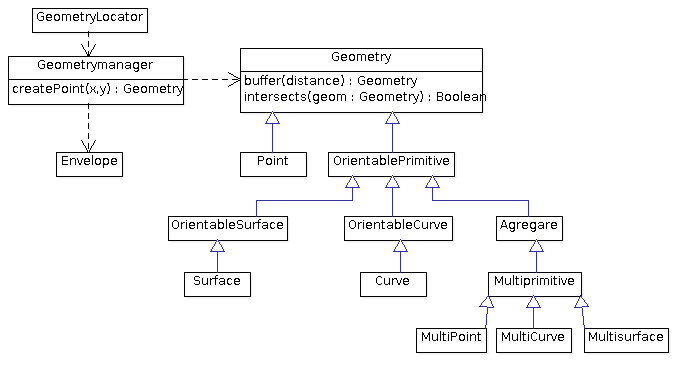 GeometryLocator
Geometrymanager
createPoint(x,y) : Geometry
Geometry
buffer(distance) : Geometry
intersects(geom : Geometry) : Boolean
Envelope
Point
OrientablePrimitive
OrientableSurface
OrientableCurve
Agregare
Surface
Curve
Multiprimitive
MultiPoint
MultiCurve
Multisurface